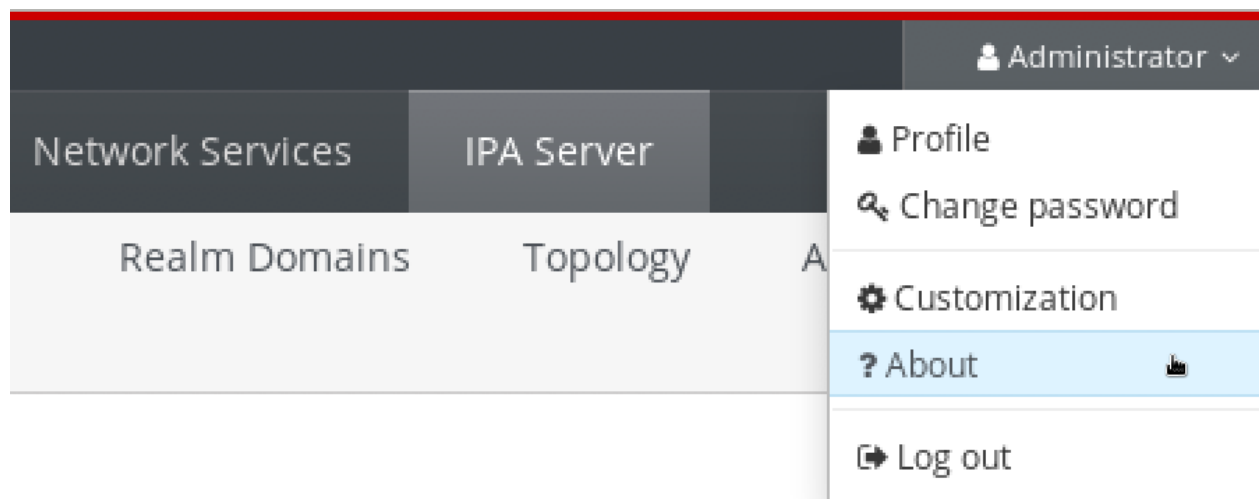 Administrator
Network Services IPA Server
Profile
Change password
Realm Domains Topology A
Customization
? About
Log out